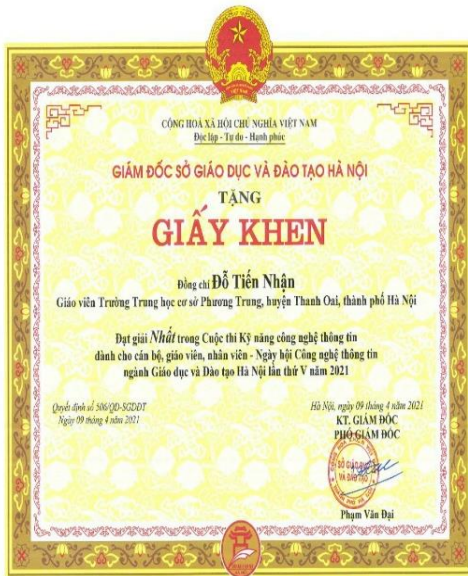 CỘNG HOÀ XÃ HỘI CHỦ NGHĨA VIỆT NAM
Độc lập - Tự do - Hạnh phúc
GIÁM ĐỐC SỞ GIÁO DỤC VÀ ĐÀO TẠO HÀ NỘI
TẶNG
GIẤY KHEN
Đồng chí Đỗ Tiến Nhận
Giáo viên Trường Trung học cơ sở Phương Trung, huyện Thanh Oai, thành phố Hà Nội
Đạt giải Nhất trong Cuộc thi Kỹ năng công nghệ thông tin
dành cho cán bộ, giáo viên, nhân viên - Ngày hội Công nghệ thông tin
ngành Giáo dục và Đào tạo Hà Nội lần thứ V năm 2021
Quyết định số 506/QĐ-SGDĐT
Ngày 09 tháng 4 năm 2021
Hà Nội, ngày 09 tháng 4 năm 2021
KT. GIÁM ĐỐC
PHÓ GIÁM ĐỐC
SỞ GIÁO DỤC
VÀ ĐÀO TẠO
Phạm Văn Đại